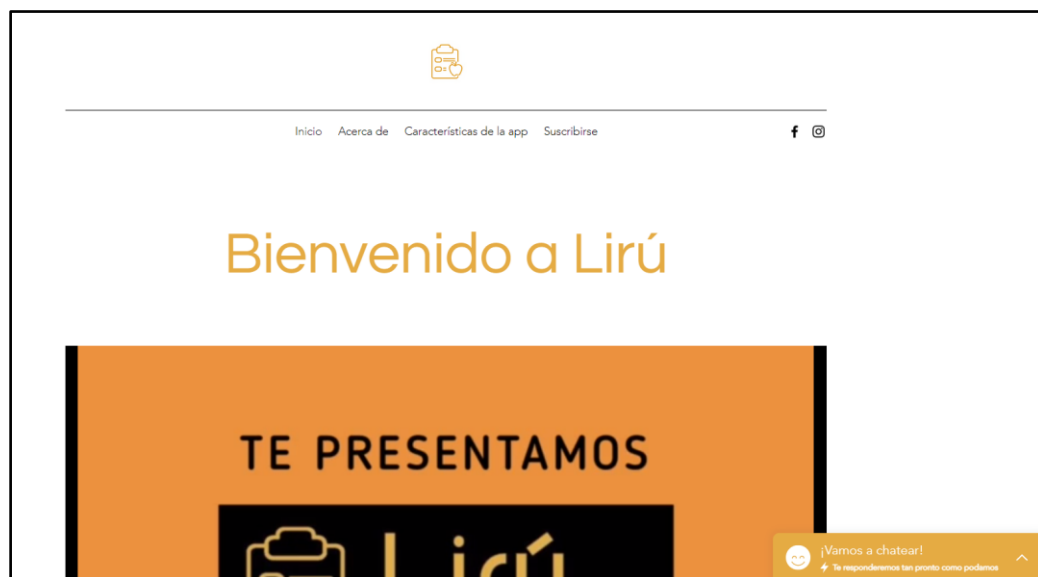 Inicio Acerca de Características de la app Suscribirse
Bienvenido a Lirú
TE PRESENTAMOS
Lirú
¡Vamos a chatear!
Te responderemos tan pronto como podamos